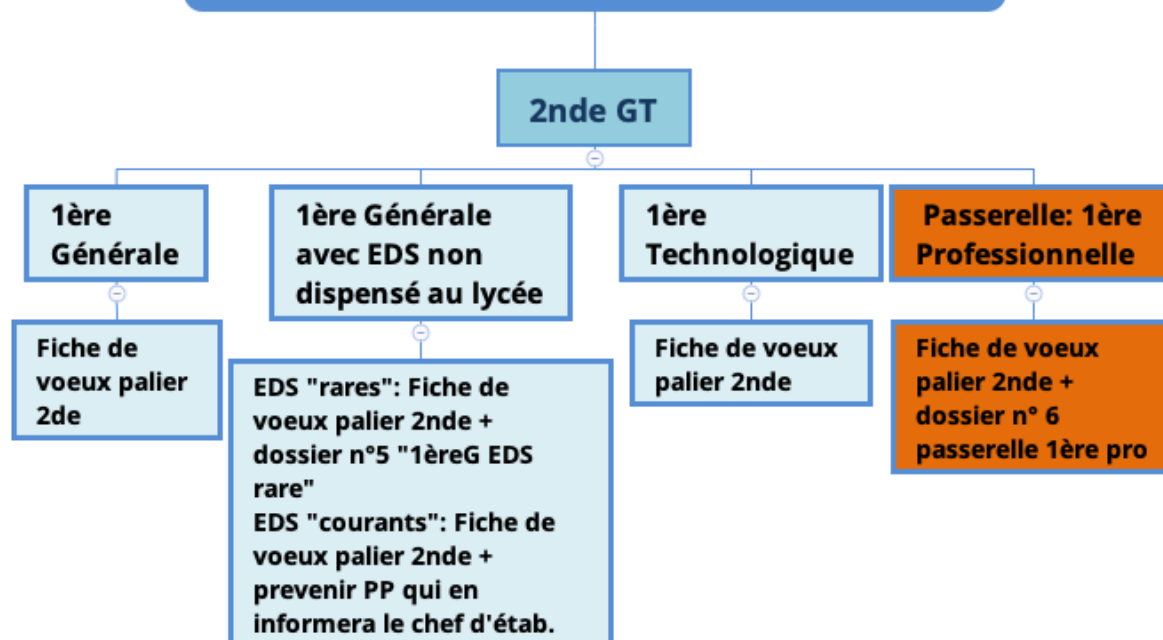 2nde GT
1ère
Générale
1ère Générale
avec EDS non
dispensé au lycée
1ère
Technologique
Passerelle: 1ère
Professionnelle
Fiche de
voeux palier
2de
EDS "rares": Fiche de
voeux palier 2nde +
dossier n°5 "1èreG EDS
rare"
EDS "courants": Fiche de
voeux palier 2nde +
prevenir PP qui en
informera le chef d'étab.
Fiche de voeux
palier 2nde
Fiche de voeux
palier 2nde +
dossier n° 6
passerelle 1ère pro